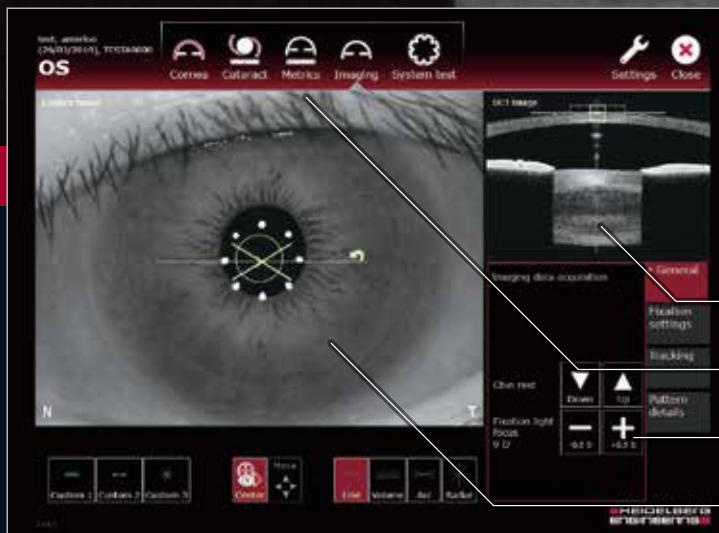 OS
Cornea Cataract Metrics Imaging System test
Settings Close
OCT image
Imaging data acquisition
General
Fixation settings
Tracking
Pattern details
Chin rest
Down Up
Fixation light focus
N T
Custom 1 Custom 2 Custom 3
Center Move
Line Volume Arc Radial
HEIDELBERG
ENGINEERING